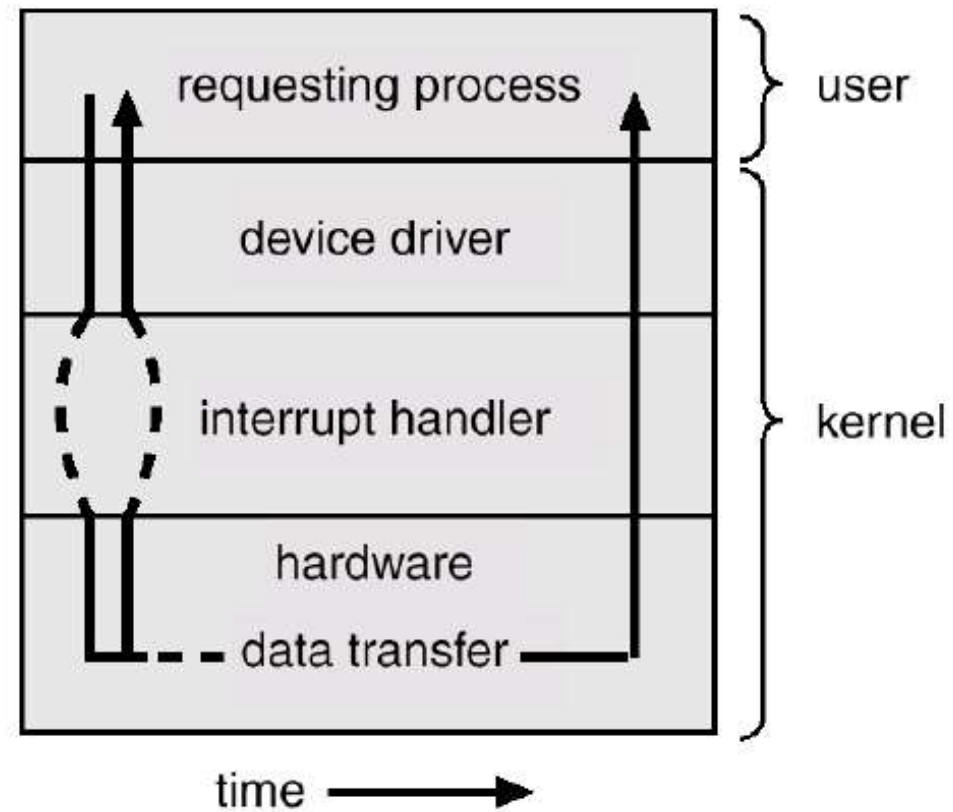 requesting process
user
device driver
interrupt handler
kernel
hardware
data transfer
time